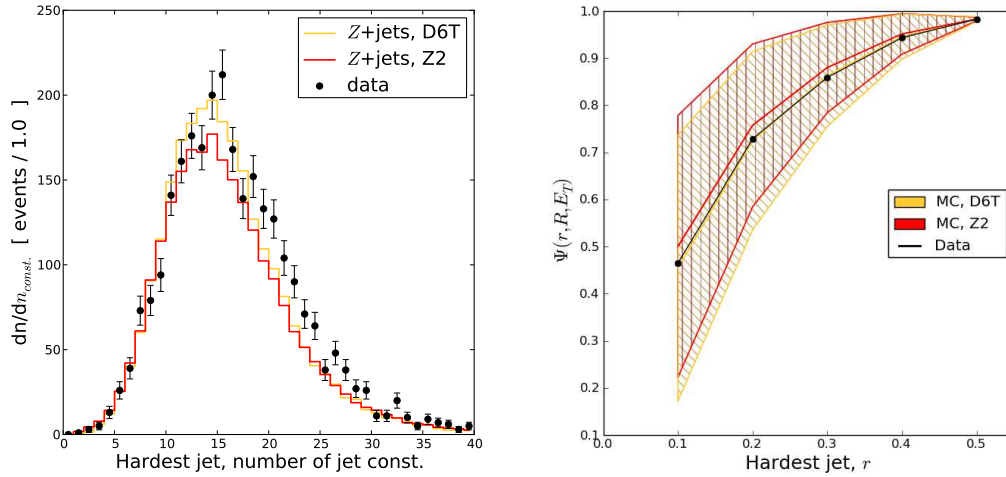 Z+jets, D6T
Z+jets, Z2
data
dn/dn_const. [ events / 1.0 ]
250
200
150
100
50
0
0 5 10 15 20 25 30 35 40
Hardest jet, number of jet const.
Ψ(r,R,E_T)
1.0
0.9
0.8
0.7
0.6
0.5
0.4
0.3
0.2
0.1
MC, D6T
MC, Z2
Data
0.0 0.1 0.2 0.3 0.4 0.5
Hardest jet, r